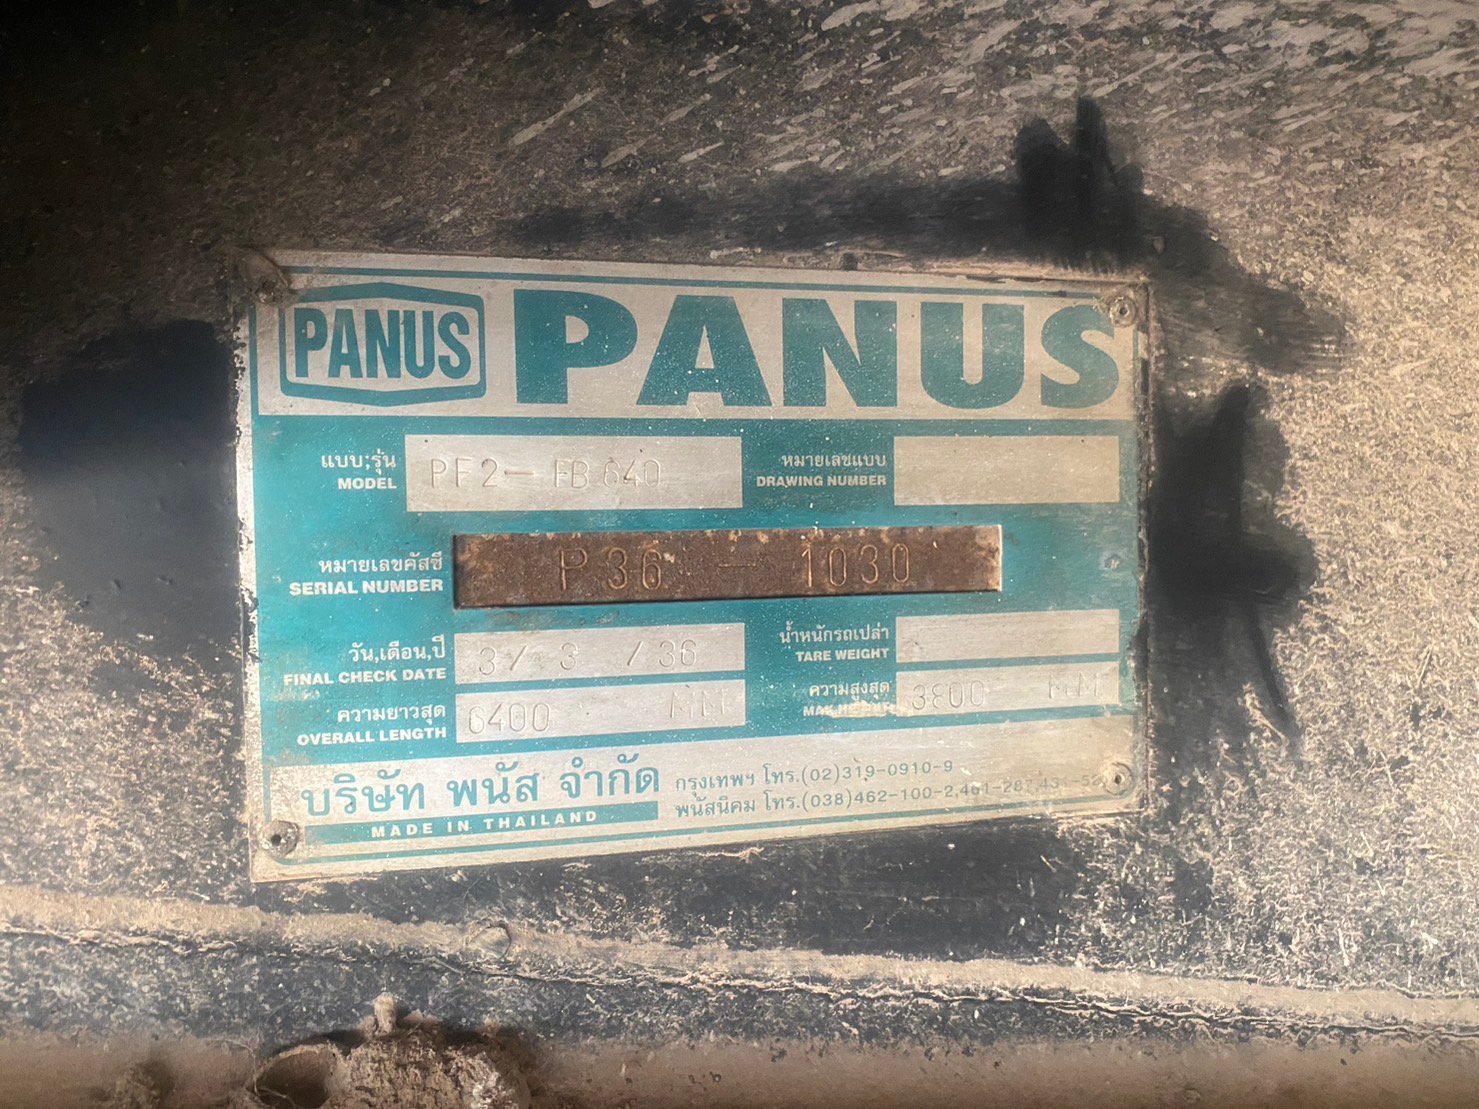 PANUS PANUS
แบบ;รุ่น PF2-FB640 หมายเลขแบบ
MODEL DRAWING NUMBER
หมายเลขคัสซี P36 - 1030
SERIAL NUMBER
วัน,เดือน,ปี 3/ 3 /36 น้ำหนักรถเปล่า
FINAL CHECK DATE TARE WEIGHT
ความยาวสุด 6400 MM ความสูงสุด 3800 MM
OVERALL LENGTH MAX HEIGHT
บริษัท พนัส จำกัด กรุงเทพฯ โทร.(02)319-0910-9
MADE IN THAILAND พนัสนิคม โทร.(038)462-100-2,461-